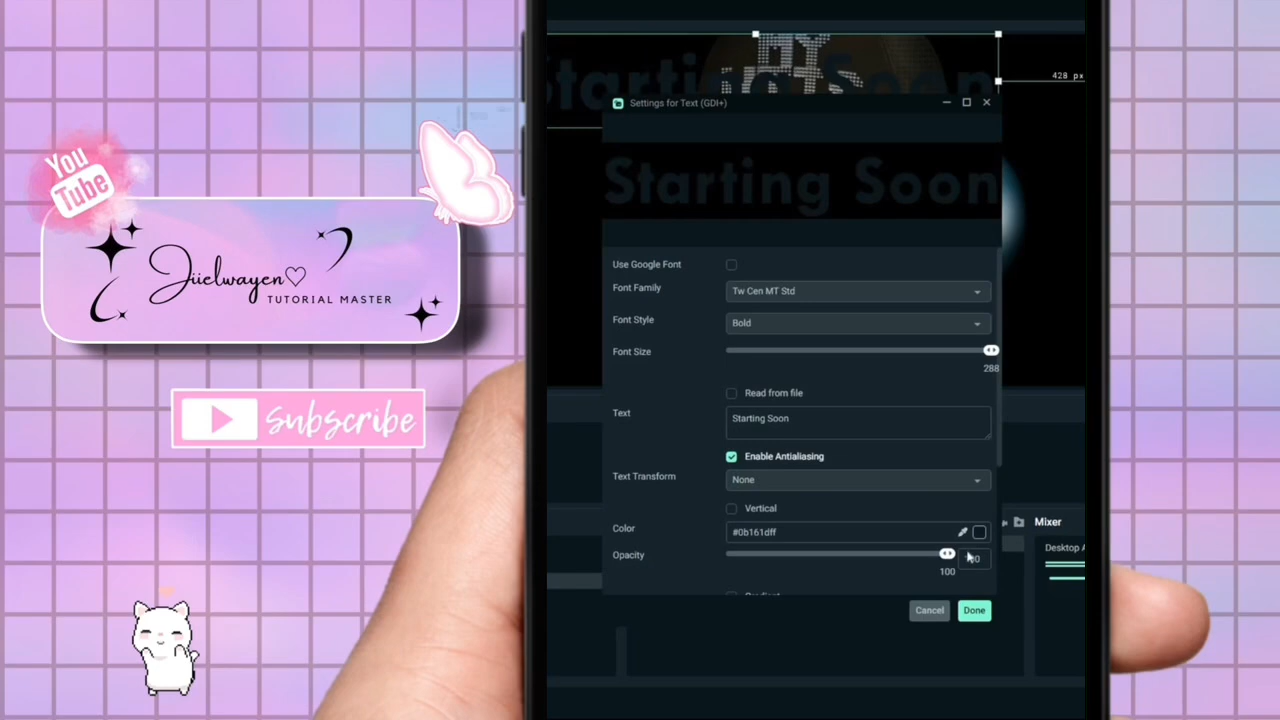 You
Tube
Jiielwayen
TUTORIAL MASTER
Subscribe
428 px
Starting Soon
Settings for Text (GDI+)
Starting Soon
Use Google Font
Font Family
Tw Cen MT Std
Font Style
Bold
Font Size
288
Read from file
Text
Starting Soon
Enable Antialiasing
Text Transform
None
Vertical
Color
#0b161dff
Opacity
100
Cancel
Done
Mixer
Desktop A